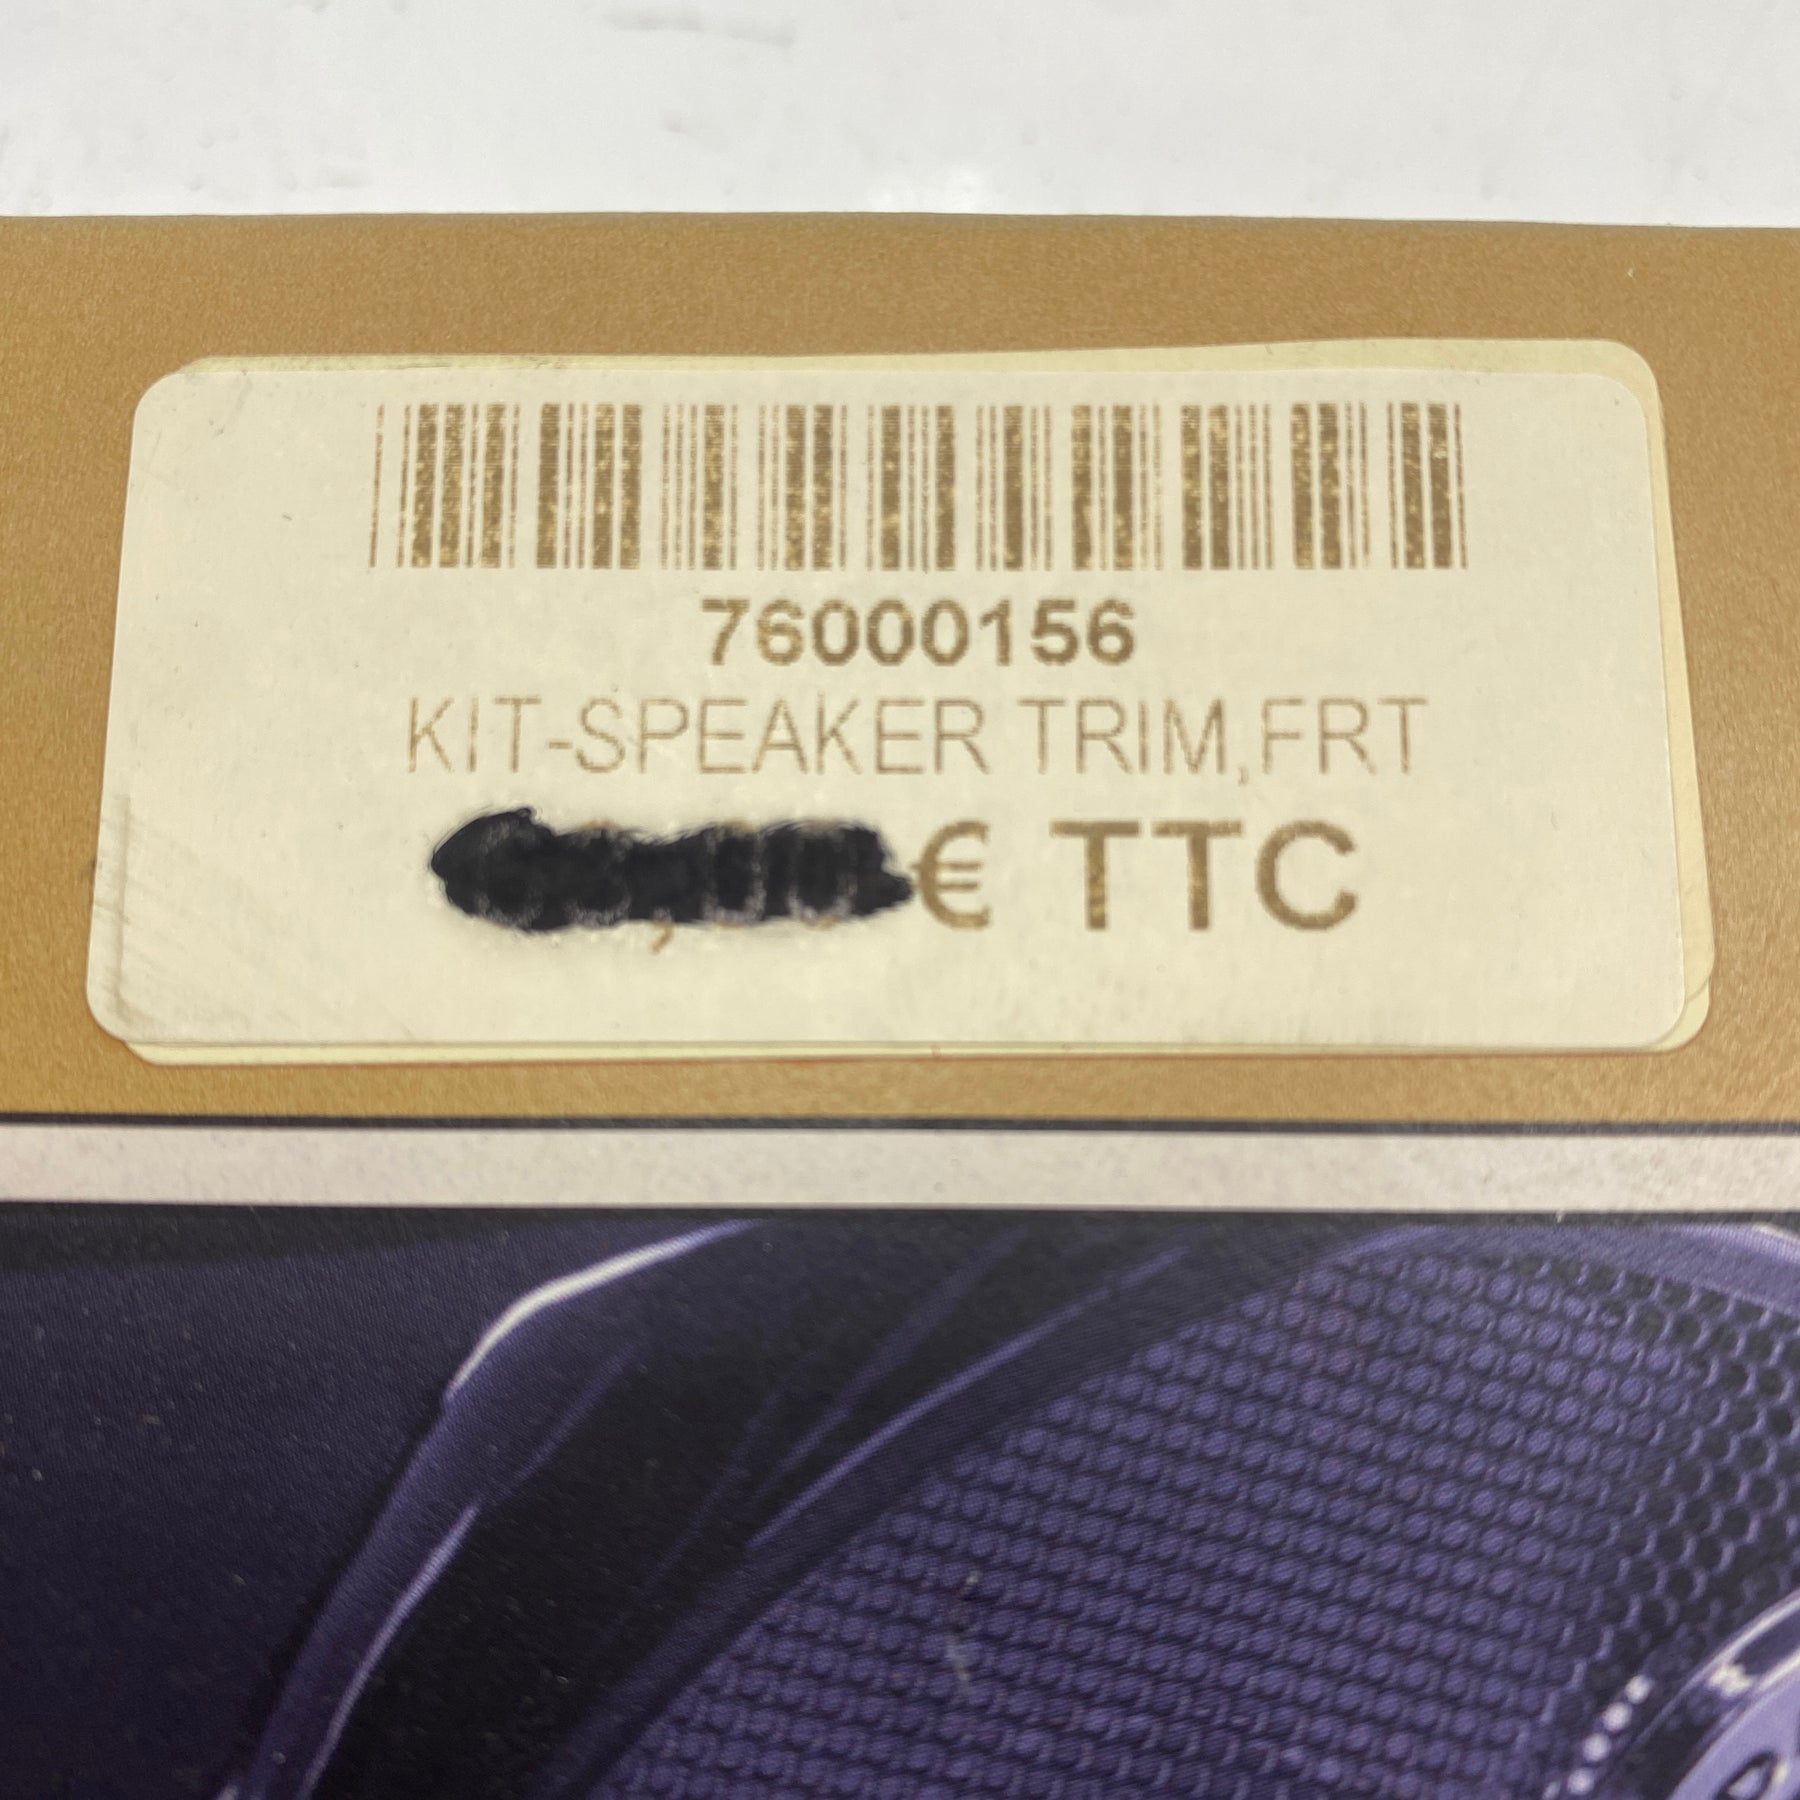 76000156
KIT-SPEAKER TRIM,FRT
€ TTC